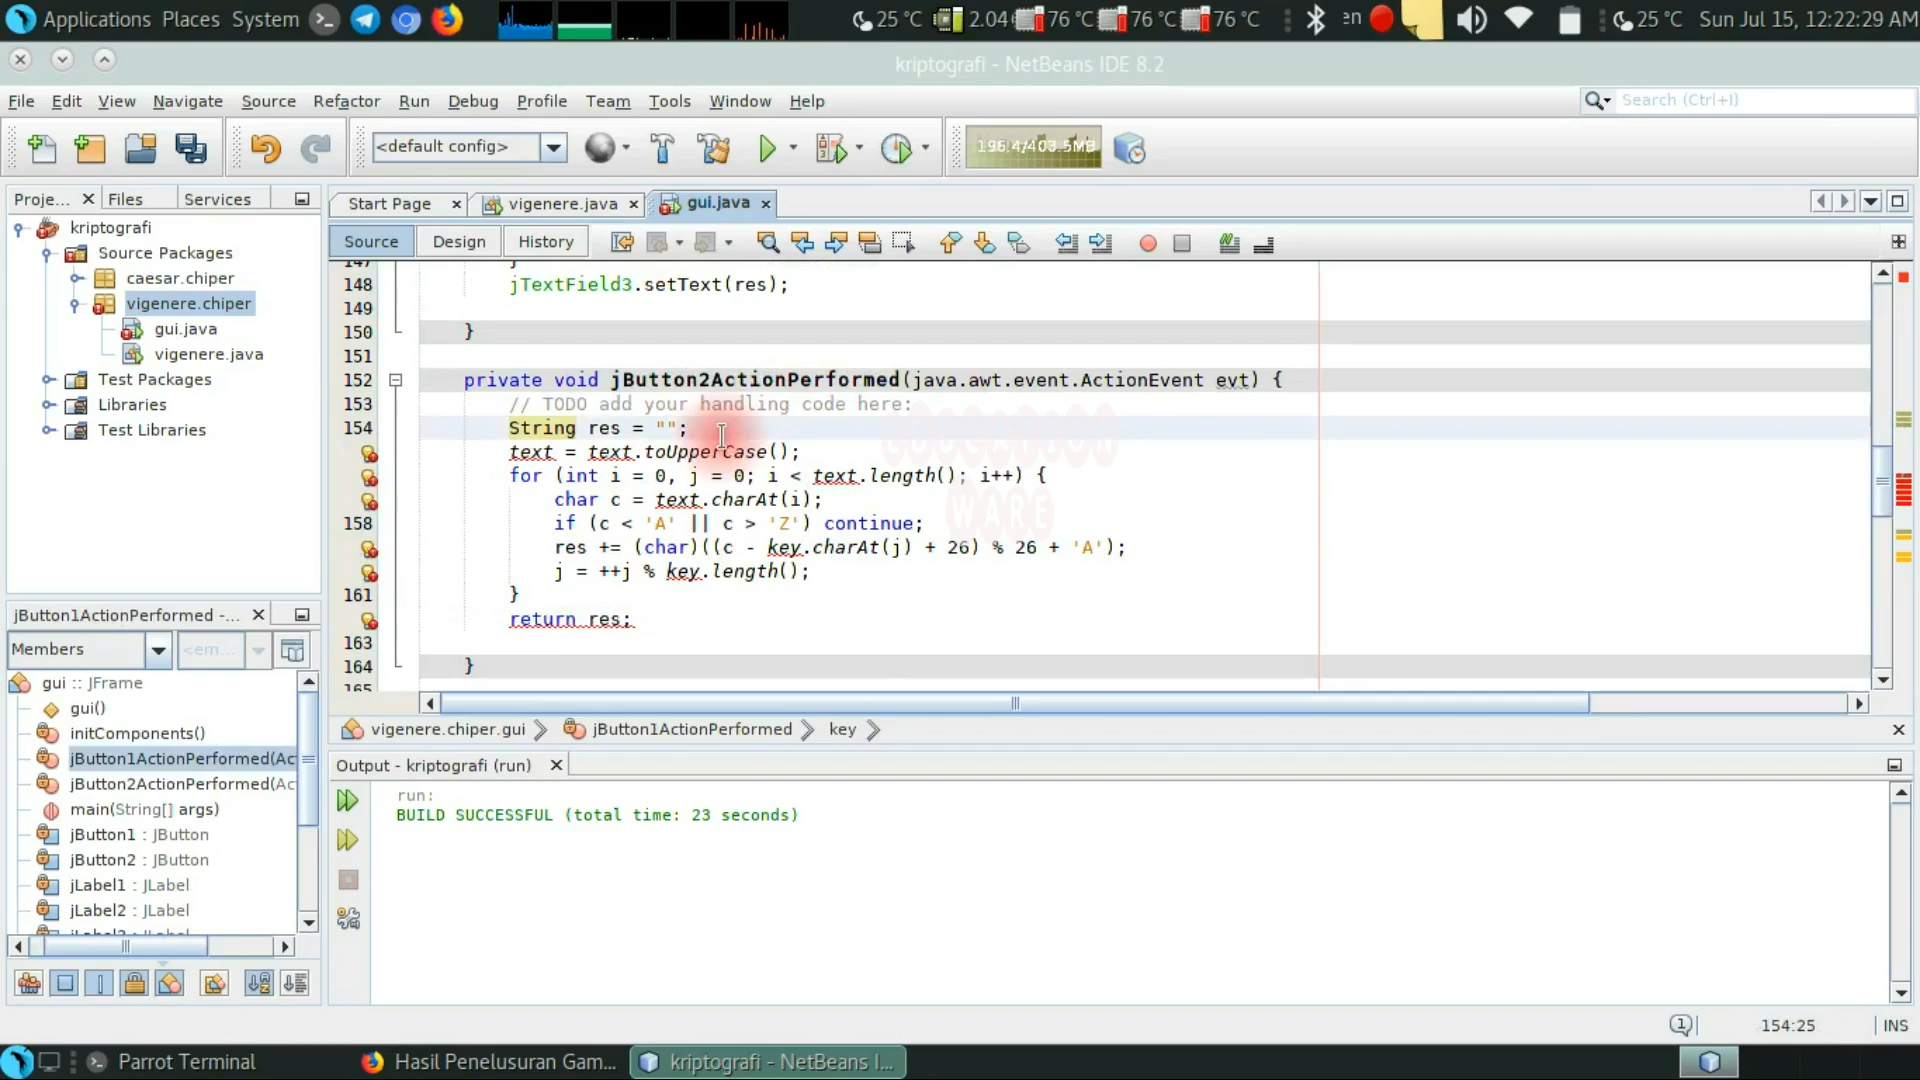 Applications Places System 25 °C 2.04 76 °C 76 °C 76 °C en 25 °C Sun Jul 15, 12:22:29 AM
kriptografi - NetBeans IDE 8.2
File Edit View Navigate Source Refactor Run Debug Profile Team Tools Window Help
Search (Ctrl+I)
<default config>
Proje... Files Services
Start Page vigenere.java gui.java
Source Design History
kriptografi
Source Packages
caesar.chiper
vigenere.chiper
gui.java
vigenere.java
Test Packages
Libraries
Test Libraries
147 }
148 jTextField3.setText(res);
149
150 }
151
152 private void jButton2ActionPerformed(java.awt.event.ActionEvent evt) {
153 // TODO add your handling code here:
154 String res = "";
text = text.toUpperCase();
for (int i = 0, j = 0; i < text.length(); i++) {
char c = text.charAt(i);
158 if (c < 'A' || c > 'Z') continue;
res += (char)((c - key.charAt(j) + 26) % 26 + 'A');
j = ++j % key.length();
161 }
return res;
163
164 }
165
EDUCATION
WARE
jButton1ActionPerformed -...
Members <em...
gui :: JFrame
gui()
initComponents()
jButton1ActionPerformed(Ac
jButton2ActionPerformed(Ac
main(String[] args)
jButton1 : JButton
jButton2 : JButton
jLabel1 : JLabel
jLabel2 : JLabel
vigenere.chiper.gui jButton1ActionPerformed key
Output - kriptografi (run)
run:
BUILD SUCCESSFUL (total time: 23 seconds)
1 154:25 INS
Parrot Terminal Hasil Penelusuran Gam... kriptografi - NetBeans I...